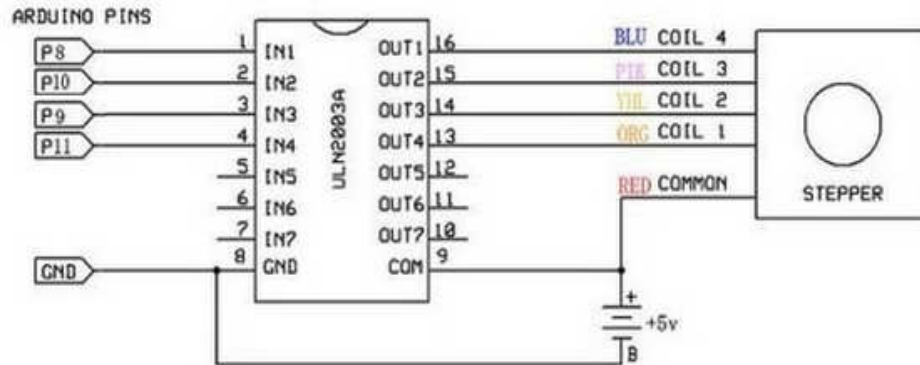 ARDUINO PINS
P8 1 IN1 OUT1 16 BLU COIL 4
P10 2 IN2 OUT2 15 PIK COIL 3
P9 3 IN3 OUT3 14 COIL 2
P11 4 IN4 OUT4 13 ORG COIL 1
5 IN5 OUT5 12
6 IN6 OUT6 11
7 IN7 OUT7 10
GND 8 GND COM 9
ULN2003A
RED COMMON
STEPPER
+
+5v
B